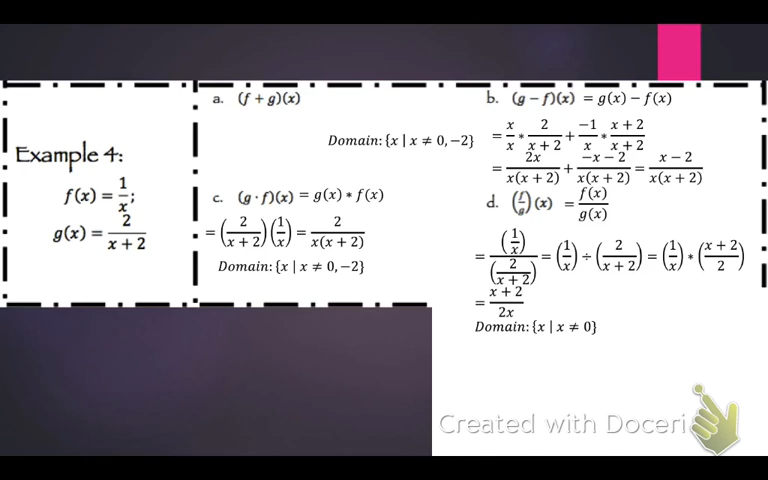 Example 4:
f(x) = 1/x;
g(x) = 2/(x + 2)
a. (f + g)(x)
Domain: {x | x ≠ 0, −2}
b. (g − f)(x) = g(x) − f(x)
= x/x * 2/(x + 2) + −1/x * (x + 2)/(x + 2)
= 2x/(x(x + 2)) + (−x − 2)/(x(x + 2)) = (x − 2)/(x(x + 2))
c. (g · f)(x) = g(x) * f(x)
= (2/(x + 2))(1/x) = 2/(x(x + 2))
Domain: {x | x ≠ 0, −2}
d. (f/g)(x) = f(x)/g(x)
= (1/x)/(2/(x + 2)) = (1/x) ÷ (2/(x + 2)) = (1/x) * ((x + 2)/2)
= (x + 2)/(2x)
Domain: {x | x ≠ 0}
Created with Doceri